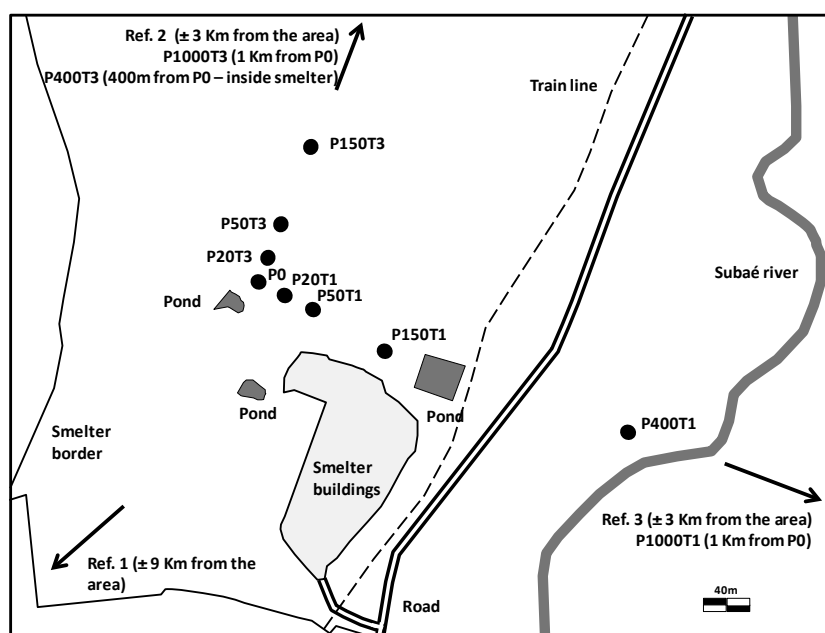 Ref. 2 (± 3 Km from the area)
P1000T3 (1 Km from P0)
P400T3 (400m from P0 – inside smelter)
Train line
P150T3
P50T3
P20T3
P0
P20T1
P50T1
Subaé river
Pond
P150T1
Pond
Pond
P400T1
Smelter
border
Smelter
buildings
Ref. 3 (± 3 Km from the area)
P1000T1 (1 Km from P0)
Ref. 1 (± 9 Km from the
area)
Road
40m